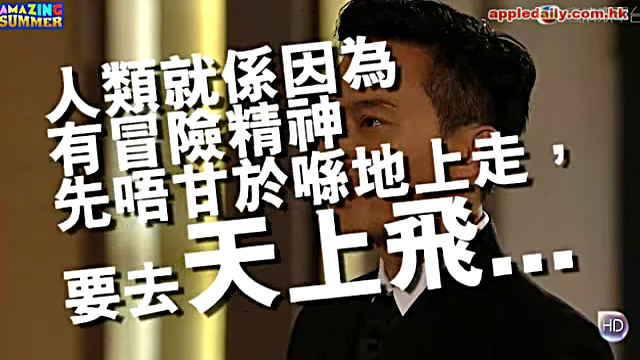 AMAZING
SUMMER
appledaily.com.hk
台
人類就係因為
有冒險精神
先唔甘於喺地上走，
要去天上飛...
HD